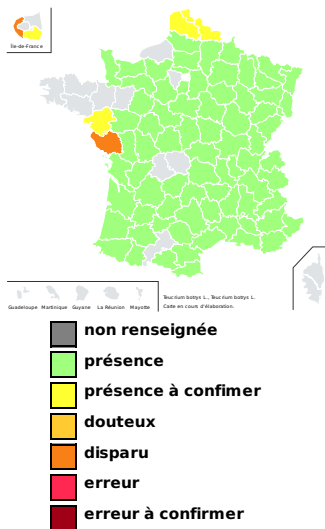 Île-de-France
Guadeloupe Martinique Guyane La Réunion Mayotte
Teucrium botrys L., Teucrium botrys L.
Carte en cours d'élaboration.
non renseignée
présence
présence à confimer
douteux
disparu
erreur
erreur à confirmer